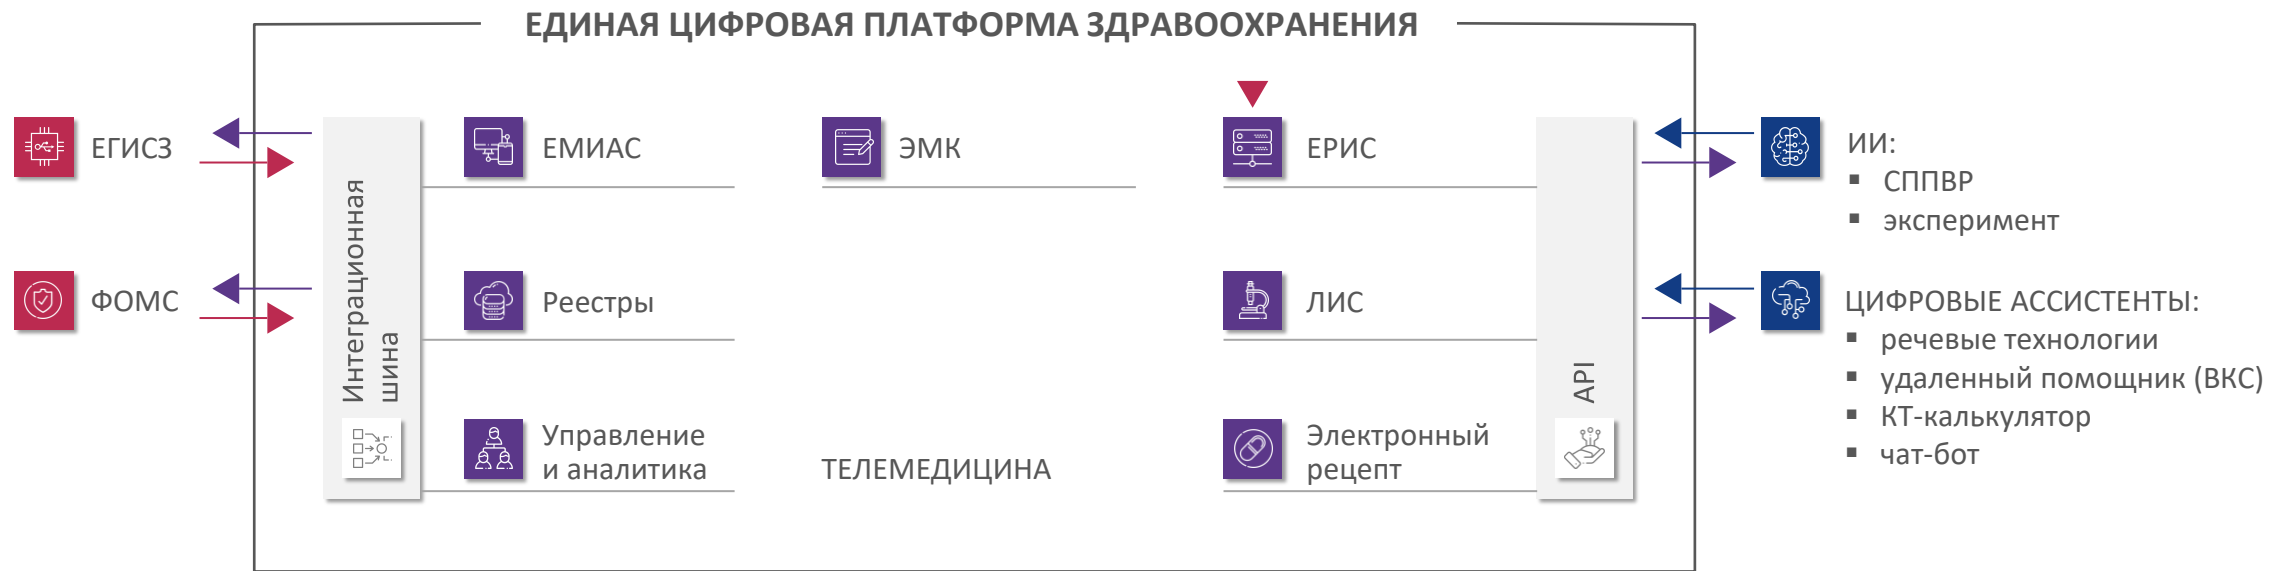 ЕДИНАЯ ЦИФРОВАЯ ПЛАТФОРМА ЗДРАВООХРАНЕНИЯ
ЕГИСЗ
ФОМС
Интеграционная
шина
ЕМИАС
Реестры
Управление
и аналитика
ЭМК
ТЕЛЕМЕДИЦИНА
ЕРИС
ЛИС
Электронный
рецепт
API
ИИ:
▪ СППВР
▪ эксперимент
ЦИФРОВЫЕ АССИСТЕНТЫ:
▪ речевые технологии
▪ удаленный помощник (ВКС)
▪ КТ-калькулятор
▪ чат-бот